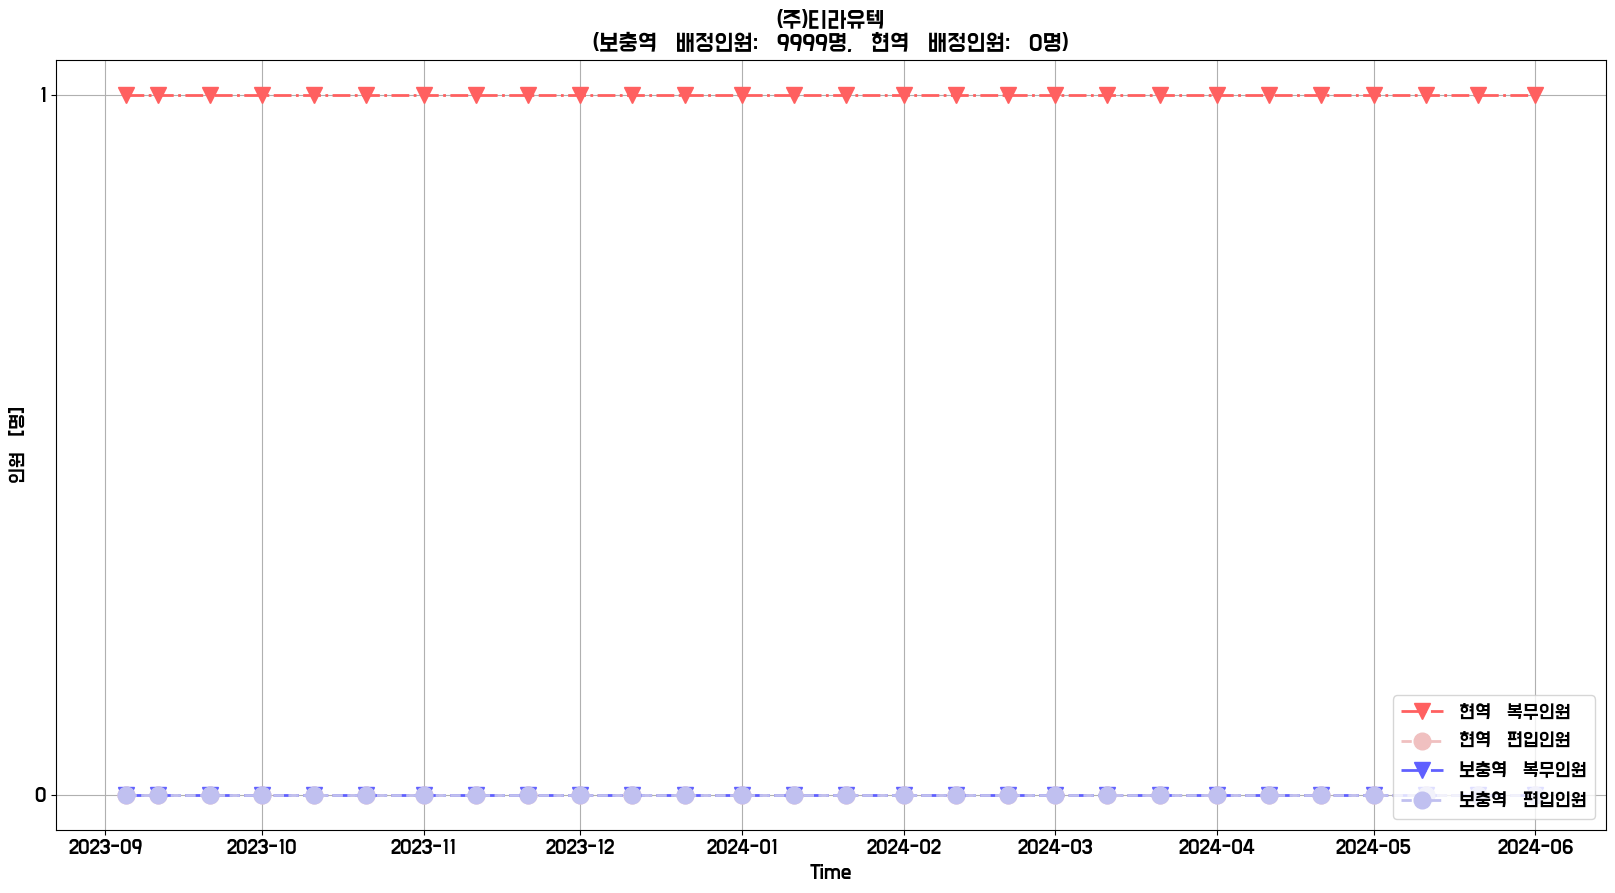 (주)티라유텍
(보충역 배정인원: 9999명, 현역 배정인원: 0명)
인원 [명]
1
0
2023-09 2023-10 2023-11 2023-12 2024-01 2024-02 2024-03 2024-04 2024-05 2024-06
Time
현역 복무인원
현역 편입인원
보충역 복무인원
보충역 편입인원